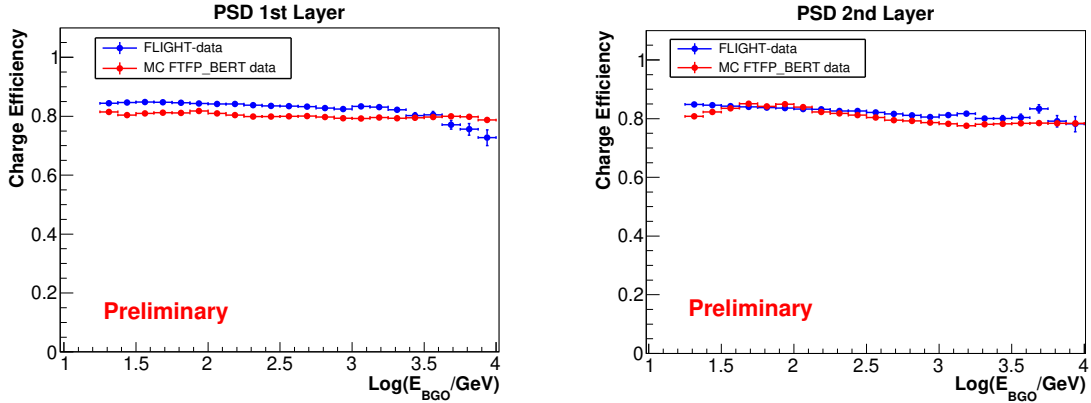 PSD 1st Layer
Charge Efficiency
1
0.8
0.6
0.4
0.2
0
FLIGHT-data
MC FTFP_BERT data
Preliminary
1 1.5 2 2.5 3 3.5 4
Log(E_BGO/GeV)
PSD 2nd Layer
Charge Efficiency
1
0.8
0.6
0.4
0.2
0
FLIGHT-data
MC FTFP_BERT data
Preliminary
1 1.5 2 2.5 3 3.5 4
Log(E_BGO/GeV)